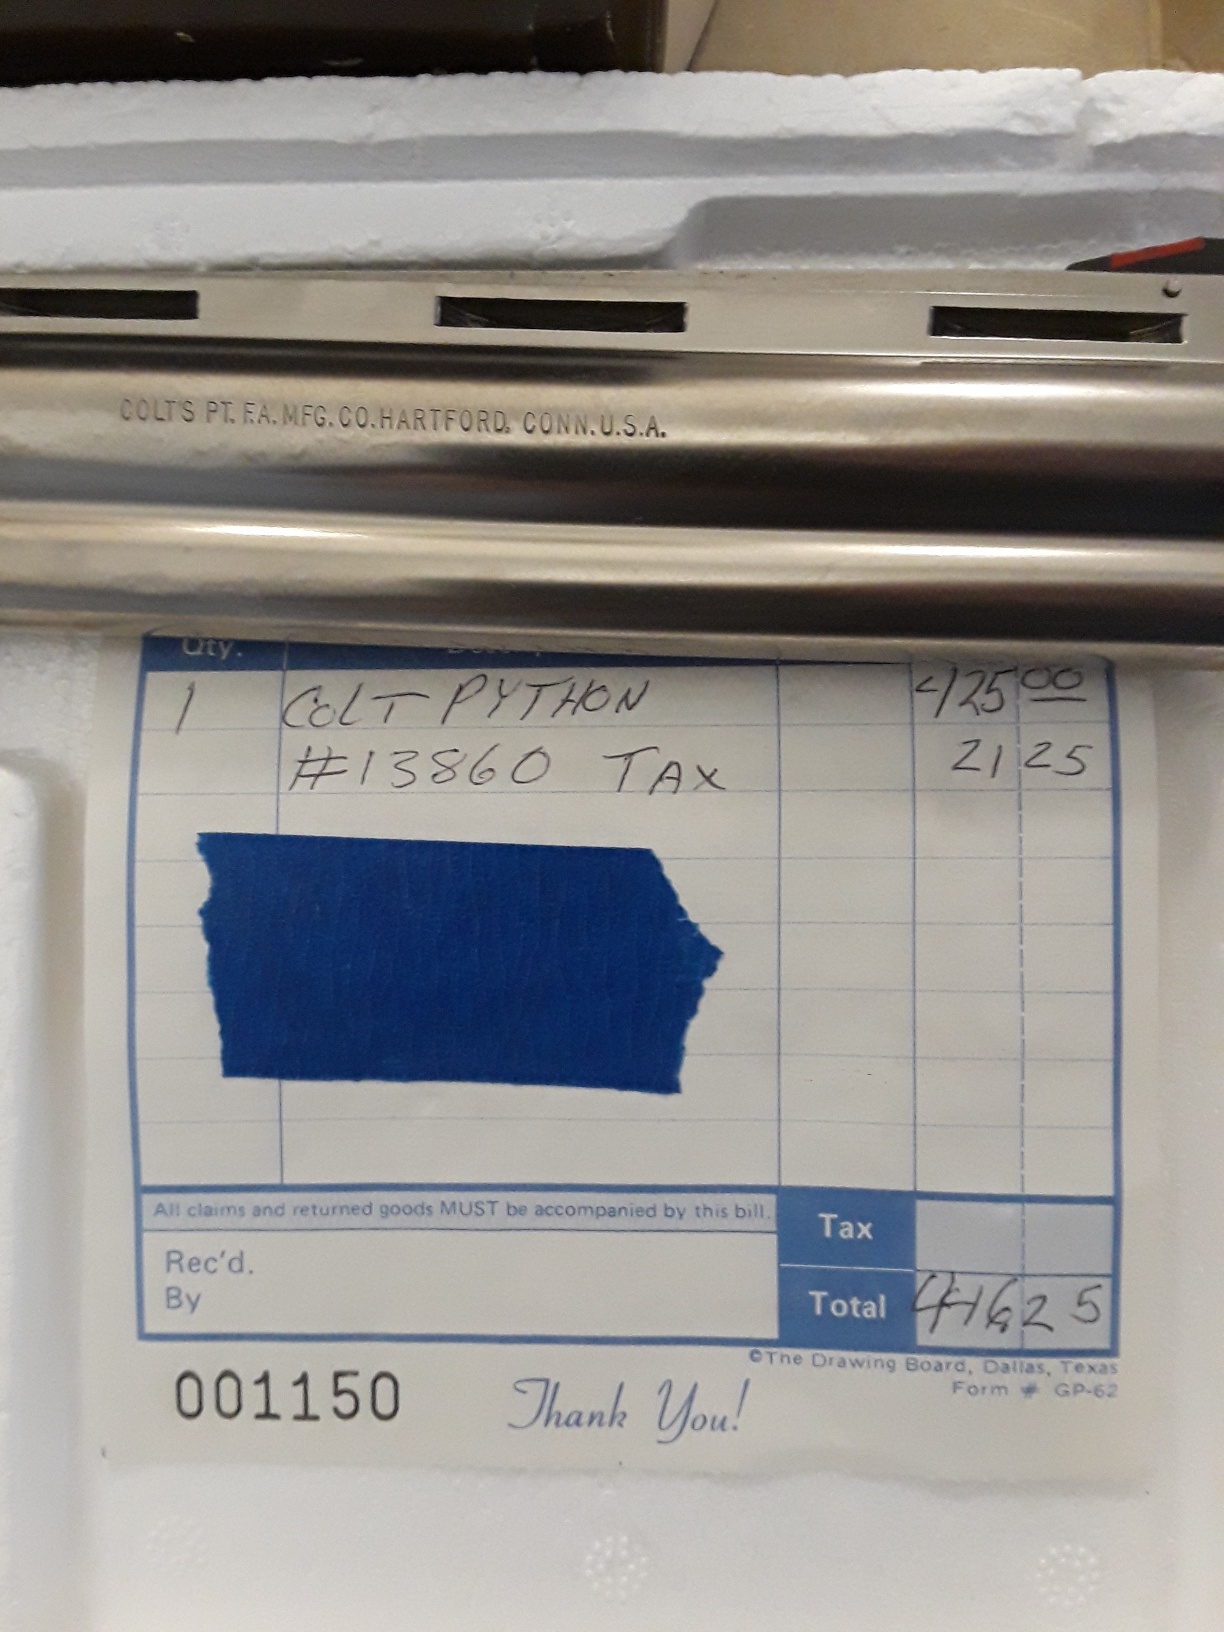 COLT'S PT. F.A. MFG. CO. HARTFORD, CONN. U.S.A.
Qty.
1 COLT PYTHON 425 00
#13860 TAX 21 25
All claims and returned goods MUST be accompanied by this bill.
Tax
Rec'd.
By
Total 446 25
©The Drawing Board, Dallas, Texas
Form # GP-62
001150 Thank You!